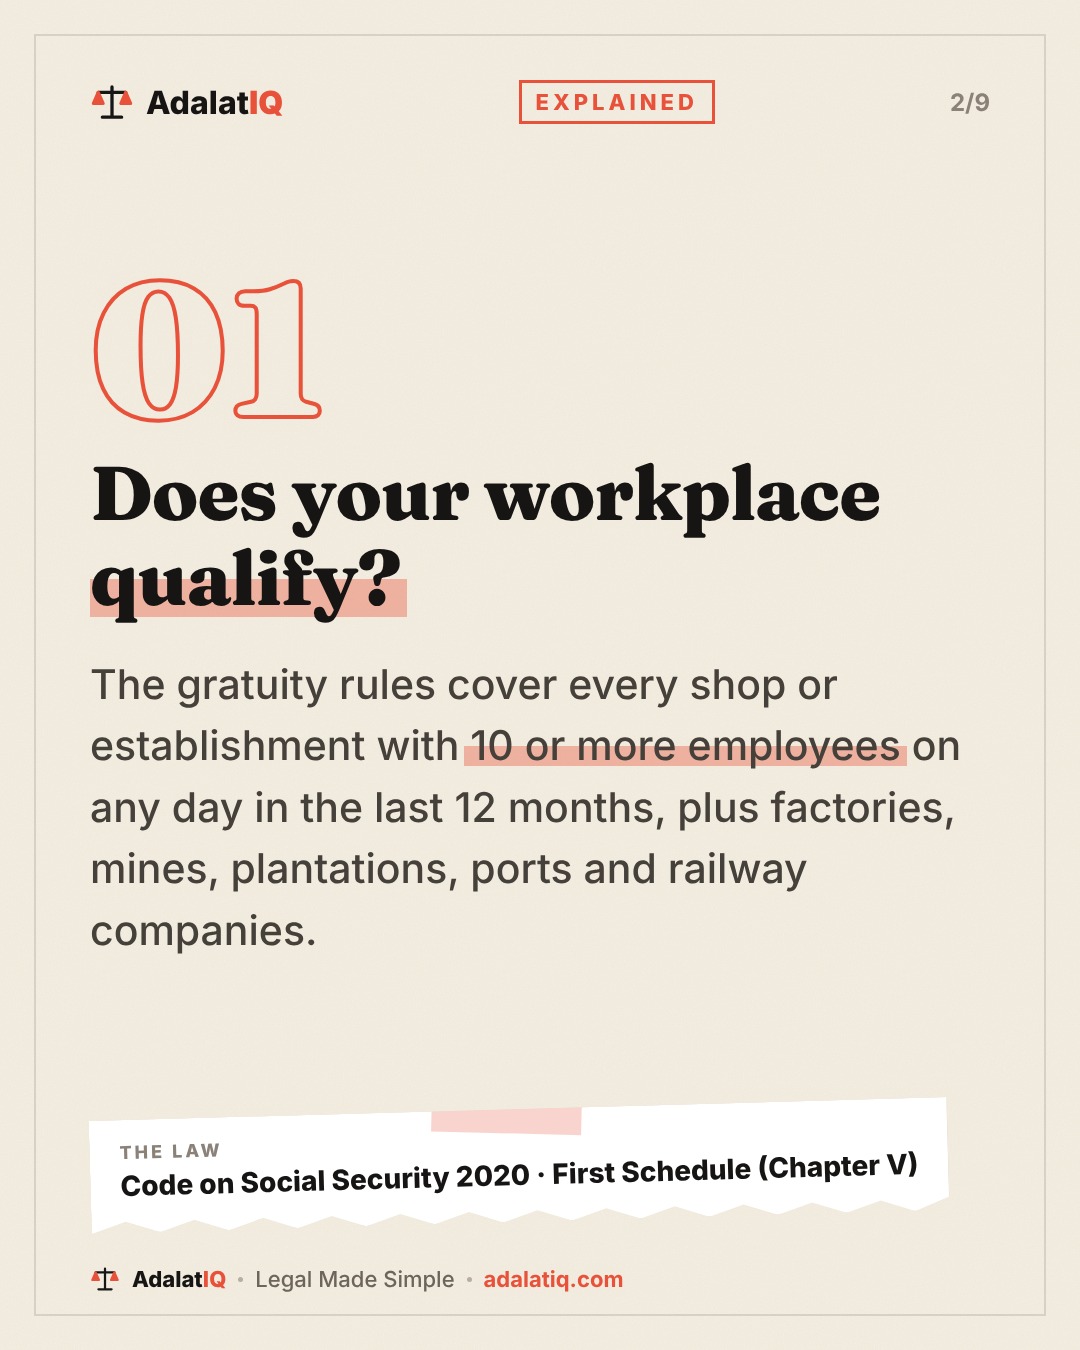 AdalatIQ
EXPLAINED
2/9
01
Does your workplace
qualify?
The gratuity rules cover every shop or
establishment with 10 or more employees on
any day in the last 12 months, plus factories,
mines, plantations, ports and railway
companies.
THE LAW
Code on Social Security 2020 · First Schedule (Chapter V)
AdalatIQ • Legal Made Simple • adalatiq.com